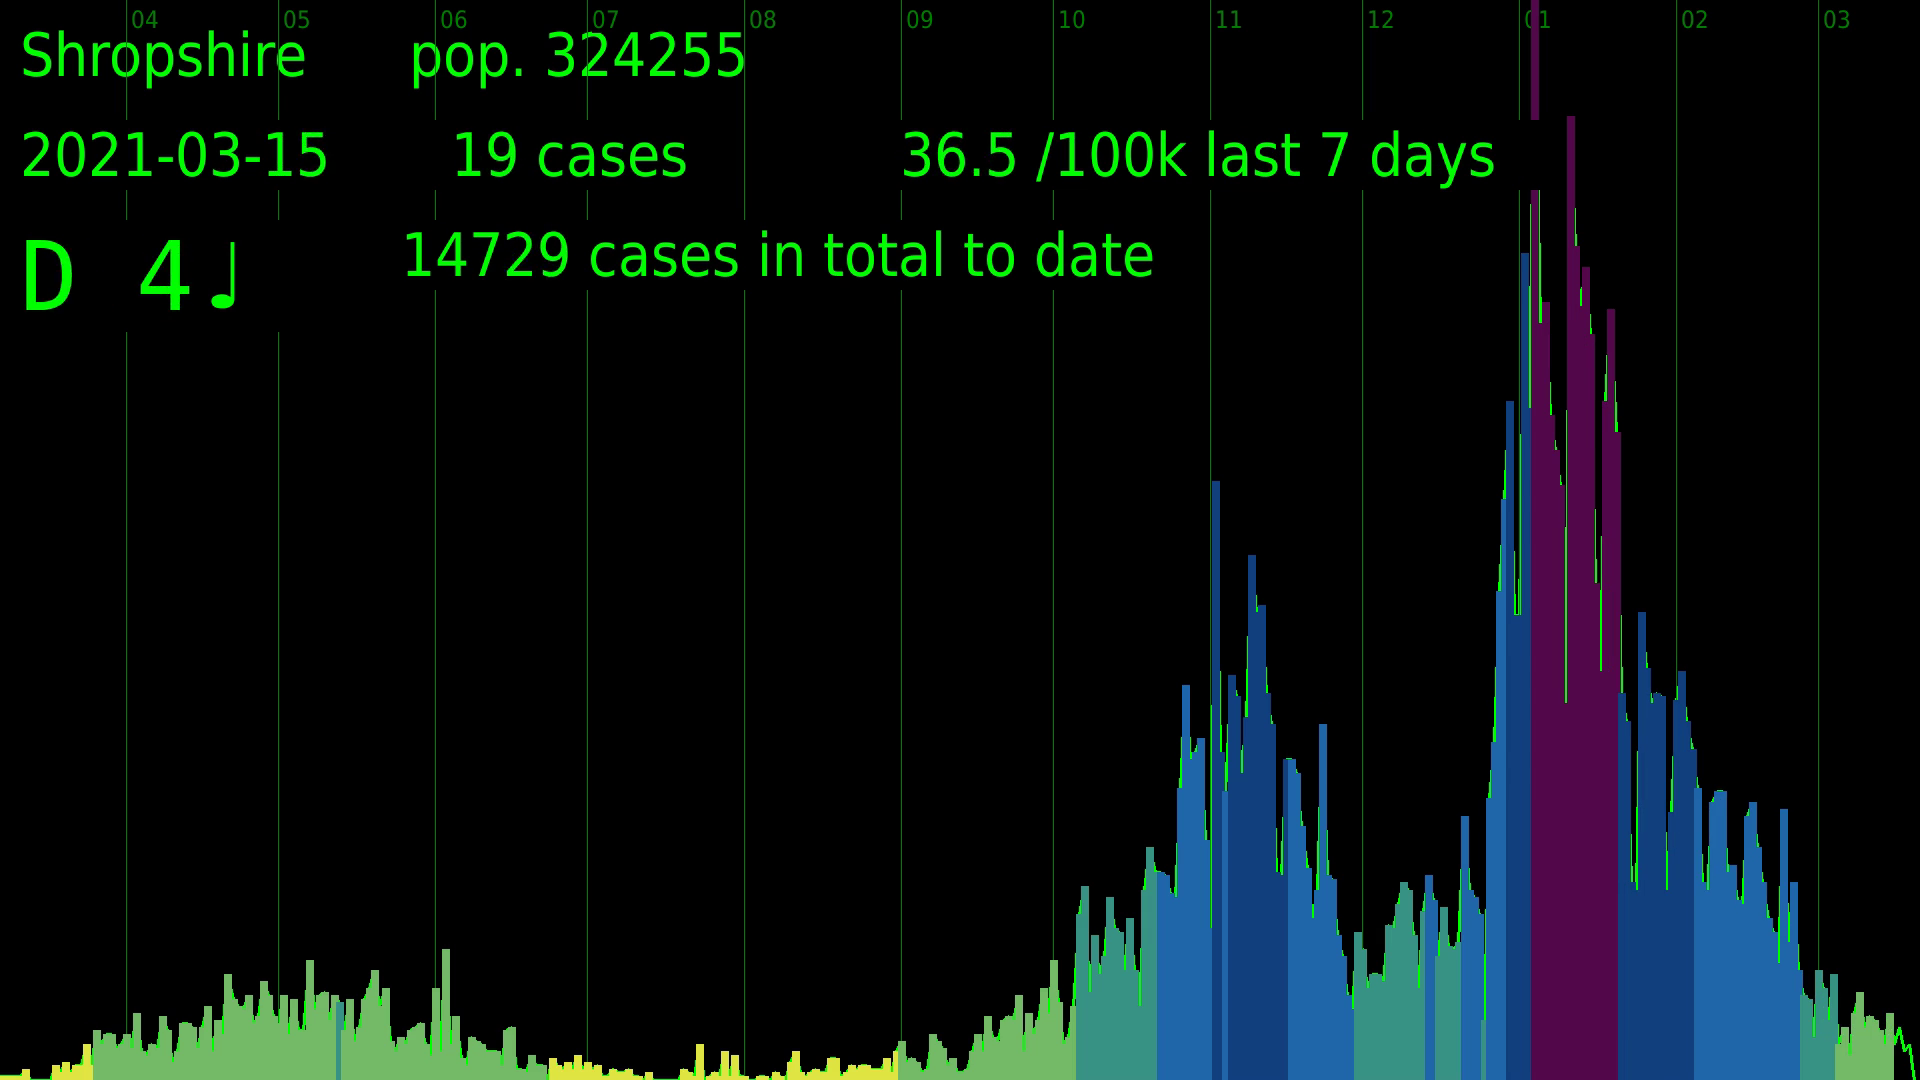 04 05 06 07 08 09 10 11 12 01 02 03
Shropshire pop. 324255
2021-03-15 19 cases 36.5 /100k last 7 days
D 4♩ 14729 cases in total to date